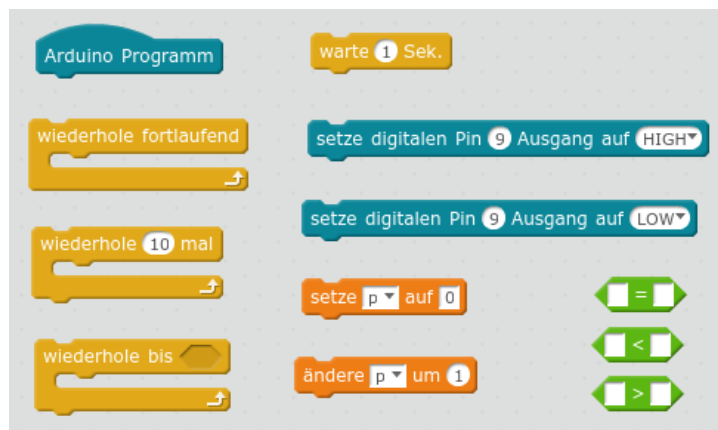 Arduino Programm
wiederhole fortlaufend
wiederhole 10 mal
wiederhole bis
warte 1 Sek.
setze digitalen Pin 9 Ausgang auf HIGH
setze digitalen Pin 9 Ausgang auf LOW
setze p auf 0
ändere p um 1
=
<
>